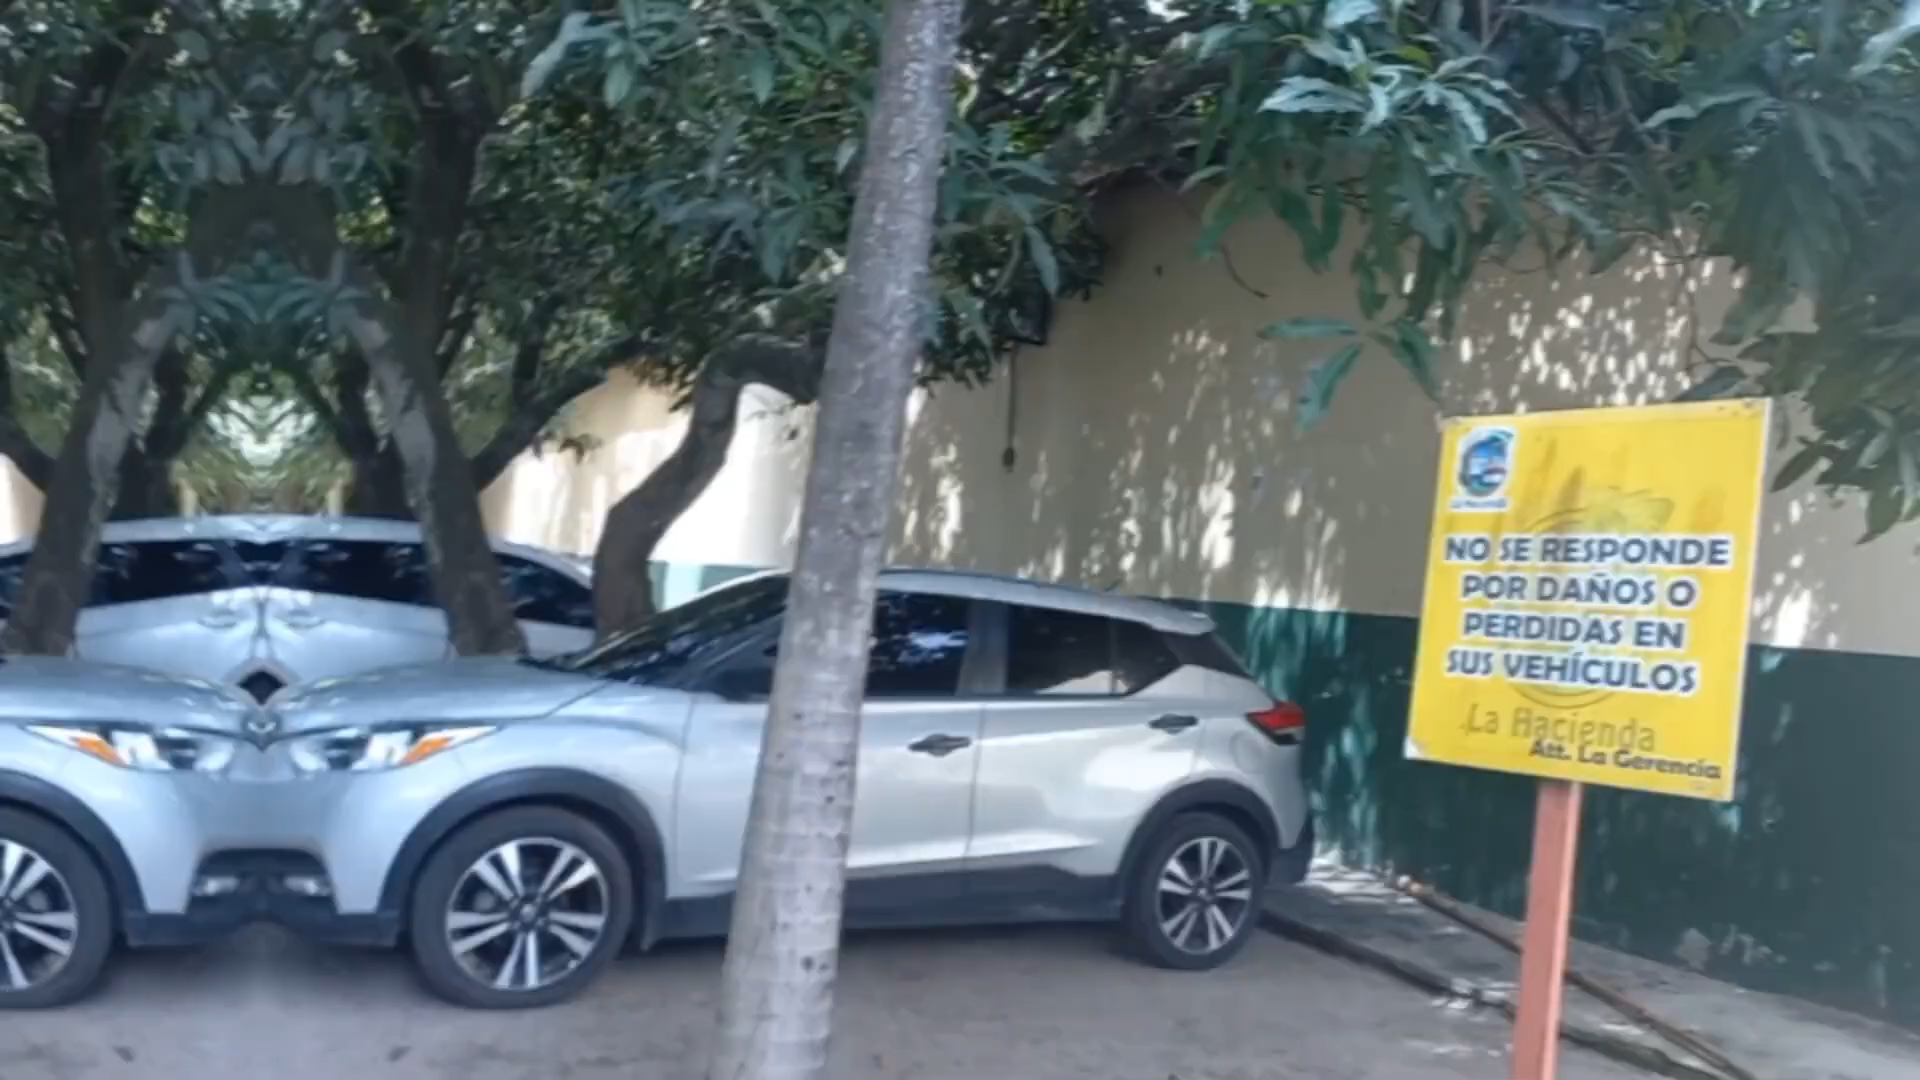 NO SE RESPONDE
POR DAÑOS O
PERDIDAS EN
SUS VEHÍCULOS
La Hacienda
Att. La Gerencia